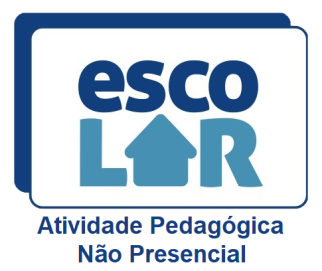 esco
LAR
Atividade Pedagógica
Não Presencial